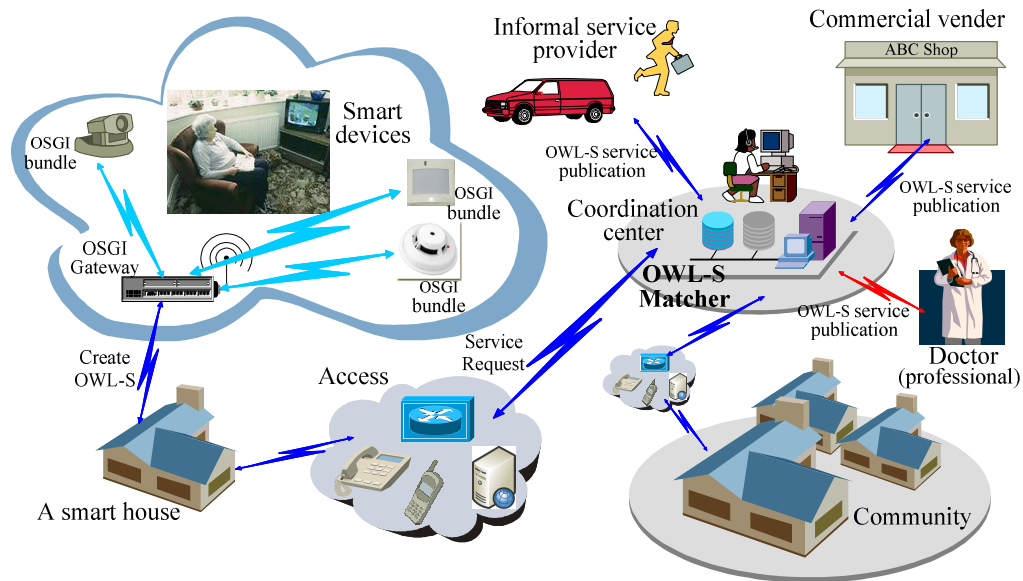 Informal service
provider
Commercial vender
ABC Shop
Smart
devices
OSGI
bundle
OWL-S service
publication
OSGI
bundle
OWL-S service
publication
Coordination
center
OSGI
Gateway
OWL-S
Matcher
OSGI
bundle
OWL-S service
publication
Service
Request
Create
OWL-S
Access
Doctor
(professional)
A smart house
Community